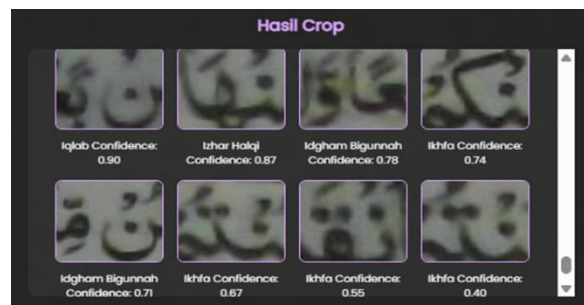 Hasil Crop
Iqlab Confidence: 0.90
Izhar Halqi Confidence: 0.87
Idgham Bigunnah Confidence: 0.78
Ikhfa Confidence: 0.74
Idgham Bigunnah Confidence: 0.71
Ikhfa Confidence: 0.67
Ikhfa Confidence: 0.55
Ikhfa Confidence: 0.40